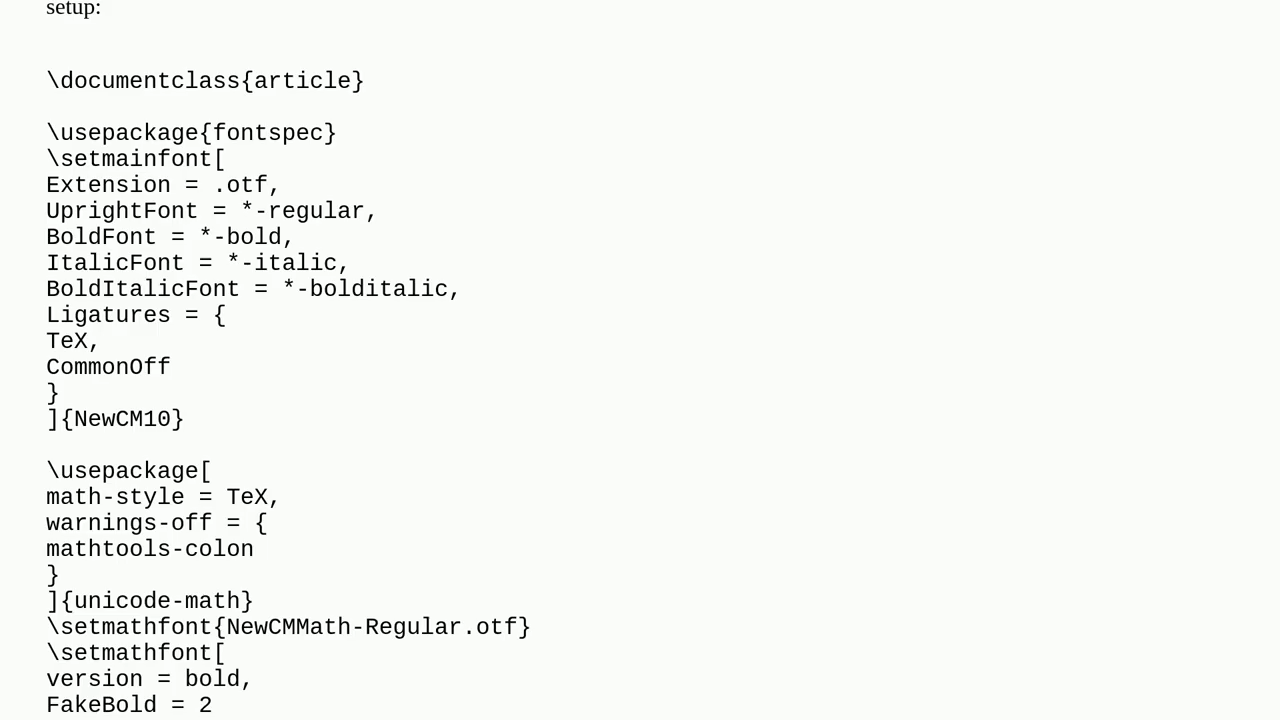 setup:
\documentclass{article}
\usepackage{fontspec}
\setmainfont[
Extension = .otf,
UprightFont = *-regular,
BoldFont = *-bold,
ItalicFont = *-italic,
BoldItalicFont = *-bolditalic,
Ligatures = {
TeX,
CommonOff
}
]{NewCM10}
\usepackage[
math-style = TeX,
warnings-off = {
mathtools-colon
}
]{unicode-math}
\setmathfont{NewCMMath-Regular.otf}
\setmathfont[
version = bold,
FakeBold = 2